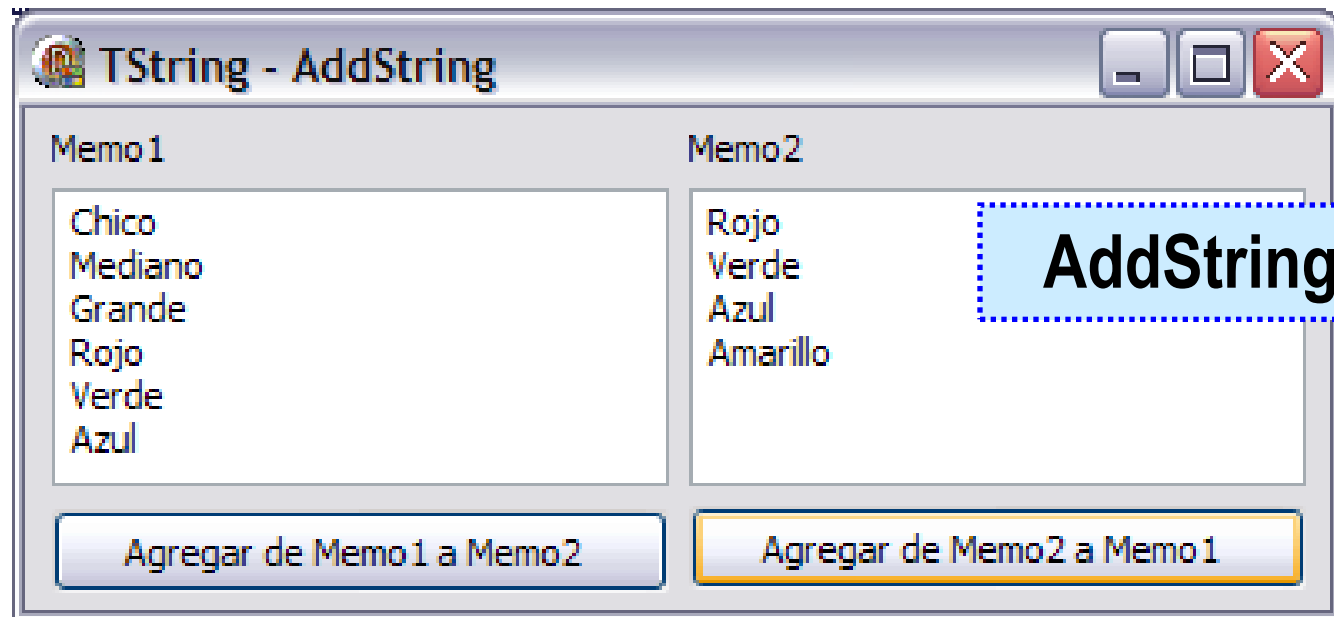 TString - AddString
Memo1
Memo2
Chico
Mediano
Grande
Rojo
Verde
Azul
Rojo
Verde
Azul
Amarillo
AddString
Agregar de Memo1 a Memo2
Agregar de Memo2 a Memo1